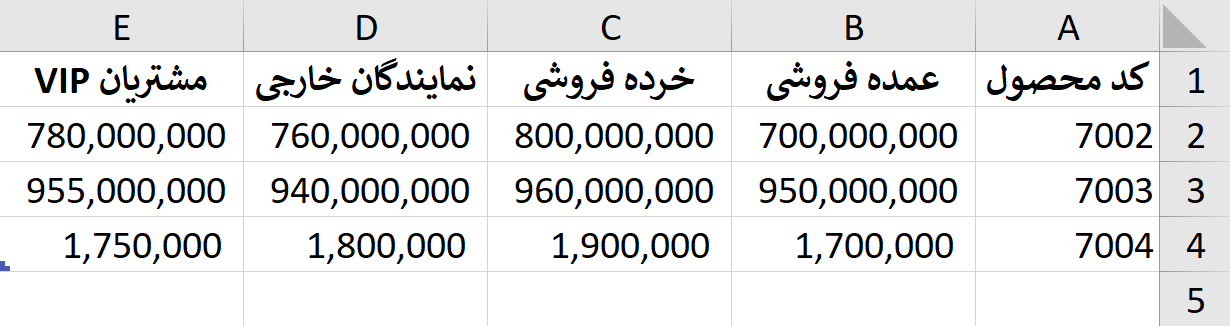 A B C D E
1 کد محصول عمده فروشی خرده فروشی نمایندگان خارجی مشتریان VIP
2 7002 700,000,000 800,000,000 760,000,000 780,000,000
3 7003 950,000,000 960,000,000 940,000,000 955,000,000
4 7004 1,700,000 1,900,000 1,800,000 1,750,000
5